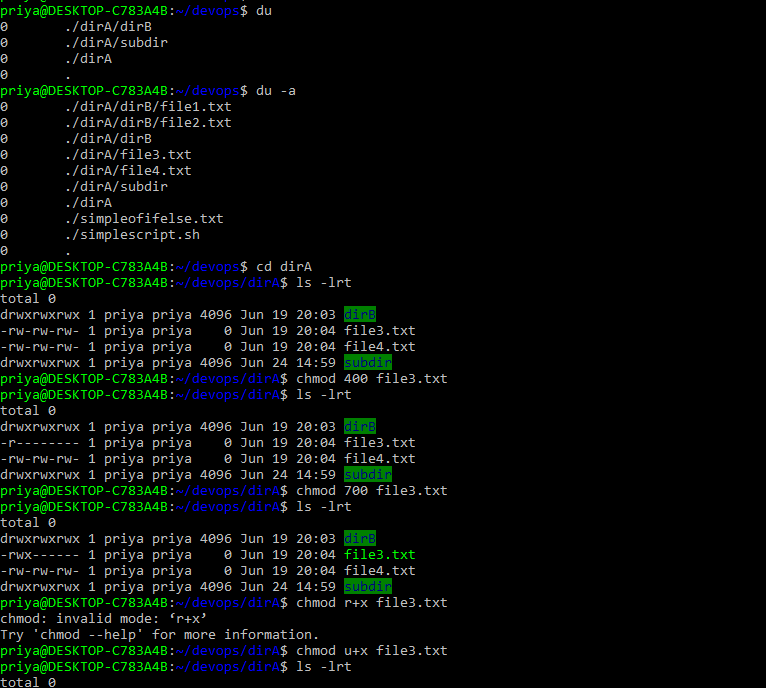 priya@DESKTOP-C783A4B:~/devops$ du
0       ./dirA/dirB
0       ./dirA/subdir
0       ./dirA
0       .
priya@DESKTOP-C783A4B:~/devops$ du -a
0       ./dirA/dirB/file1.txt
0       ./dirA/dirB/file2.txt
0       ./dirA/dirB
0       ./dirA/file3.txt
0       ./dirA/file4.txt
0       ./dirA/subdir
0       ./dirA
0       ./simpleofifelse.txt
0       ./simplescript.sh
0       .
priya@DESKTOP-C783A4B:~/devops$ cd dirA
priya@DESKTOP-C783A4B:~/devops/dirA$ ls -lrt
total 0
drwxrwxrwx 1 priya priya 4096 Jun 19 20:03 dirB
-rw-rw-rw- 1 priya priya    0 Jun 19 20:04 file3.txt
-rw-rw-rw- 1 priya priya    0 Jun 19 20:04 file4.txt
drwxrwxrwx 1 priya priya 4096 Jun 24 14:59 subdir
priya@DESKTOP-C783A4B:~/devops/dirA$ chmod 400 file3.txt
priya@DESKTOP-C783A4B:~/devops/dirA$ ls -lrt
total 0
drwxrwxrwx 1 priya priya 4096 Jun 19 20:03 dirB
-r-------- 1 priya priya    0 Jun 19 20:04 file3.txt
-rw-rw-rw- 1 priya priya    0 Jun 19 20:04 file4.txt
drwxrwxrwx 1 priya priya 4096 Jun 24 14:59 subdir
priya@DESKTOP-C783A4B:~/devops/dirA$ chmod 700 file3.txt
priya@DESKTOP-C783A4B:~/devops/dirA$ ls -lrt
total 0
drwxrwxrwx 1 priya priya 4096 Jun 19 20:03 dirB
-rwx------ 1 priya priya    0 Jun 19 20:04 file3.txt
-rw-rw-rw- 1 priya priya    0 Jun 19 20:04 file4.txt
drwxrwxrwx 1 priya priya 4096 Jun 24 14:59 subdir
priya@DESKTOP-C783A4B:~/devops/dirA$ chmod r+x file3.txt
chmod: invalid mode: ‘r+x’
Try 'chmod --help' for more information.
priya@DESKTOP-C783A4B:~/devops/dirA$ chmod u+x file3.txt
priya@DESKTOP-C783A4B:~/devops/dirA$ ls -lrt
total 0